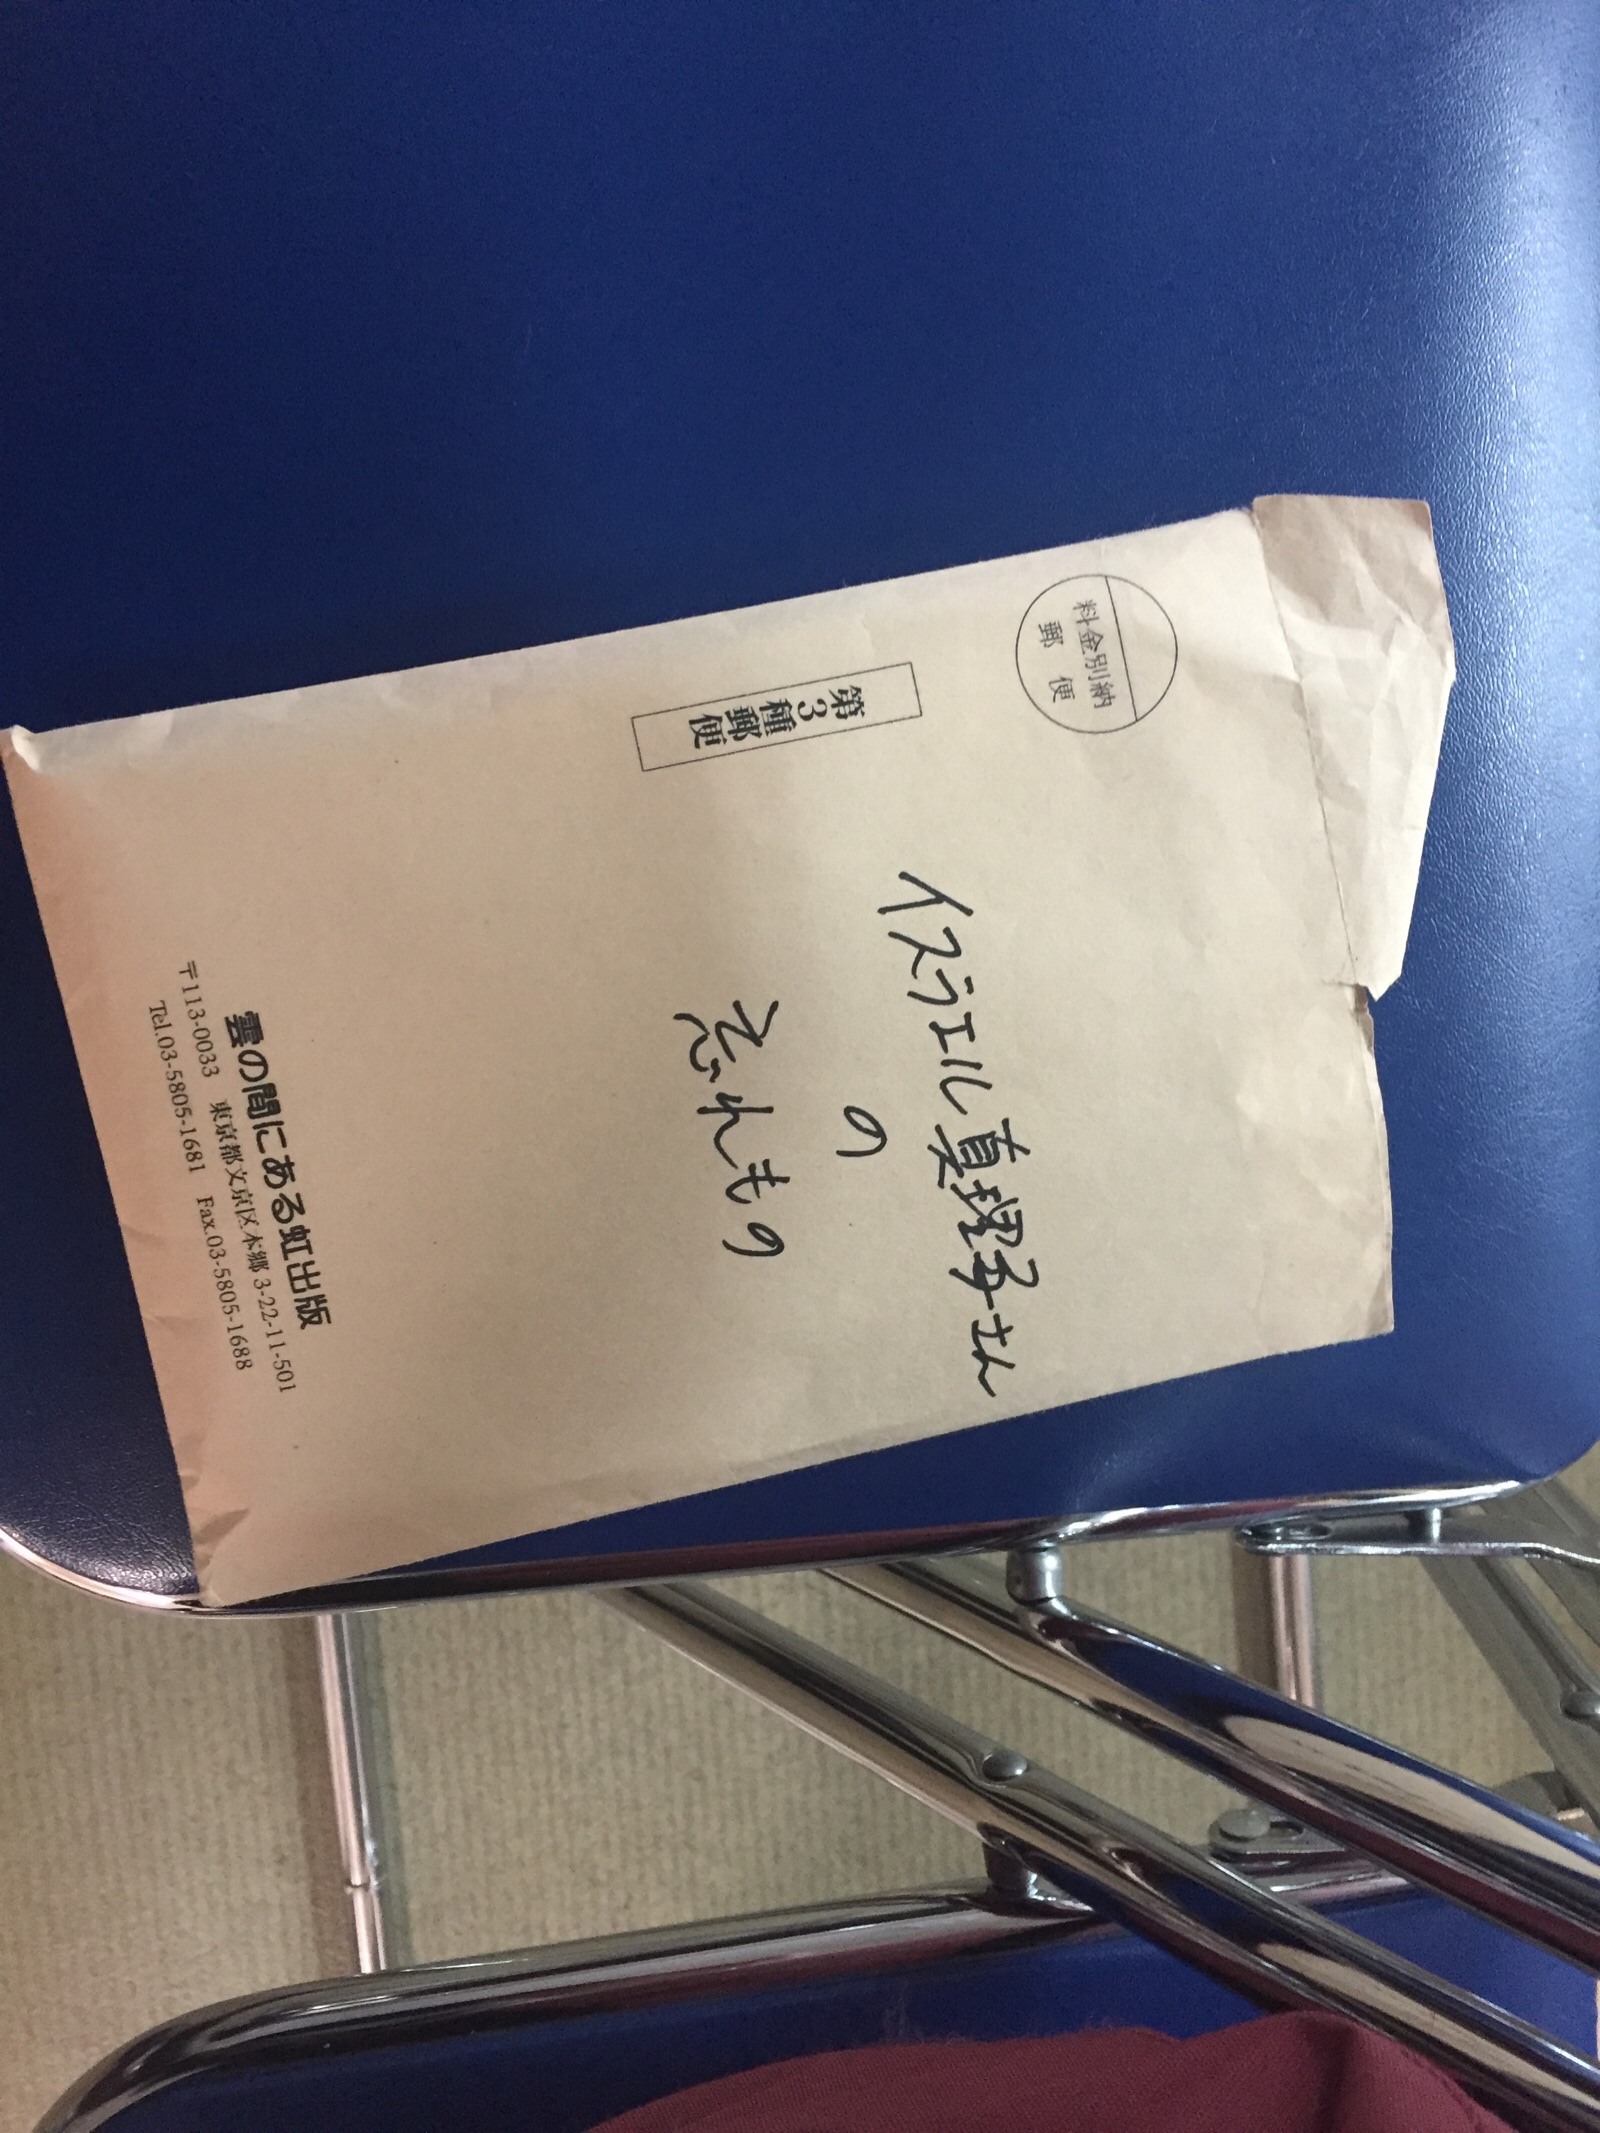 料金別納
郵便
第3種郵便
イスラエル真理子さん
の
忘れもの
雲の間にある虹出版
〒113-0033 東京都文京区本郷3-22-11-501
Tel.03-5805-1681 Fax.03-5805-1688